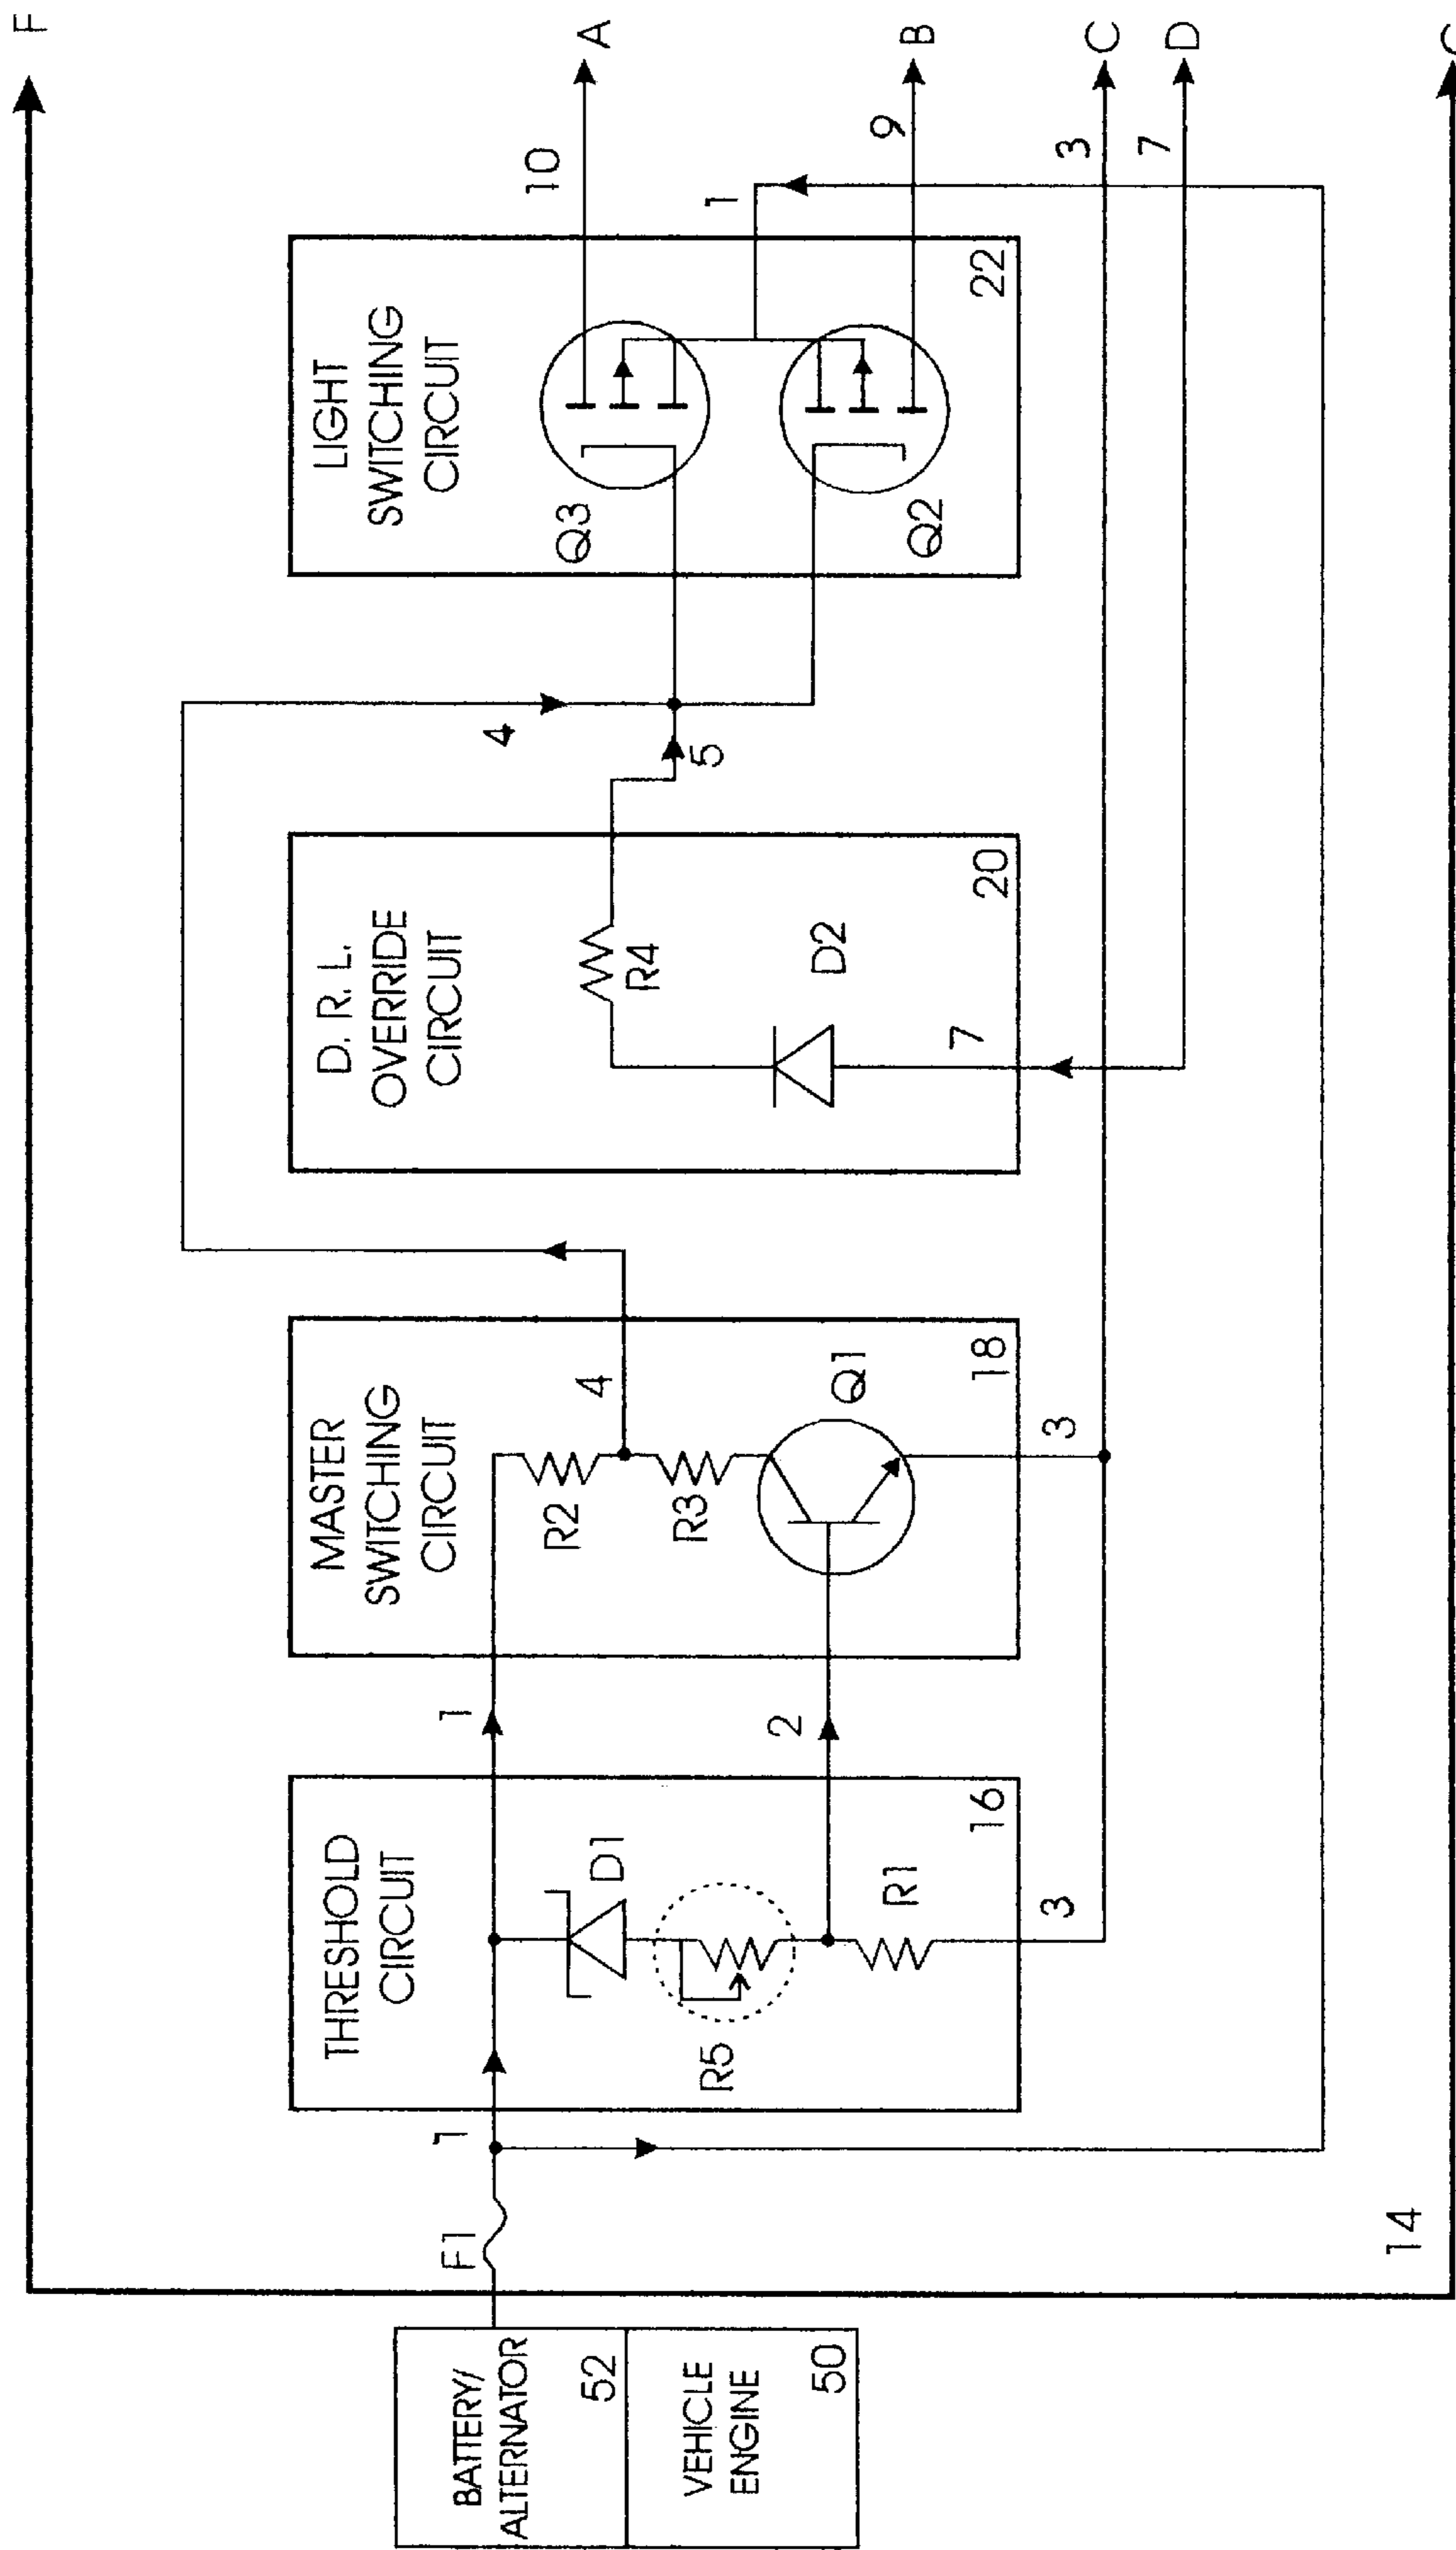 BATTERY/
ALTERNATOR
52
VEHICLE
ENGINE
50
F1
1
14
THRESHOLD
CIRCUIT
D1
R5
R1
16
3
1
2
MASTER
SWITCHING
CIRCUIT
R2
R3
4
Q1
18
3
D. R. L.
OVERRIDE
CIRCUIT
R4
D2
7
20
4
5
LIGHT
SWITCHING
CIRCUIT
Q3
Q2
22
10
1
9
3
7
F
A
B
C
D